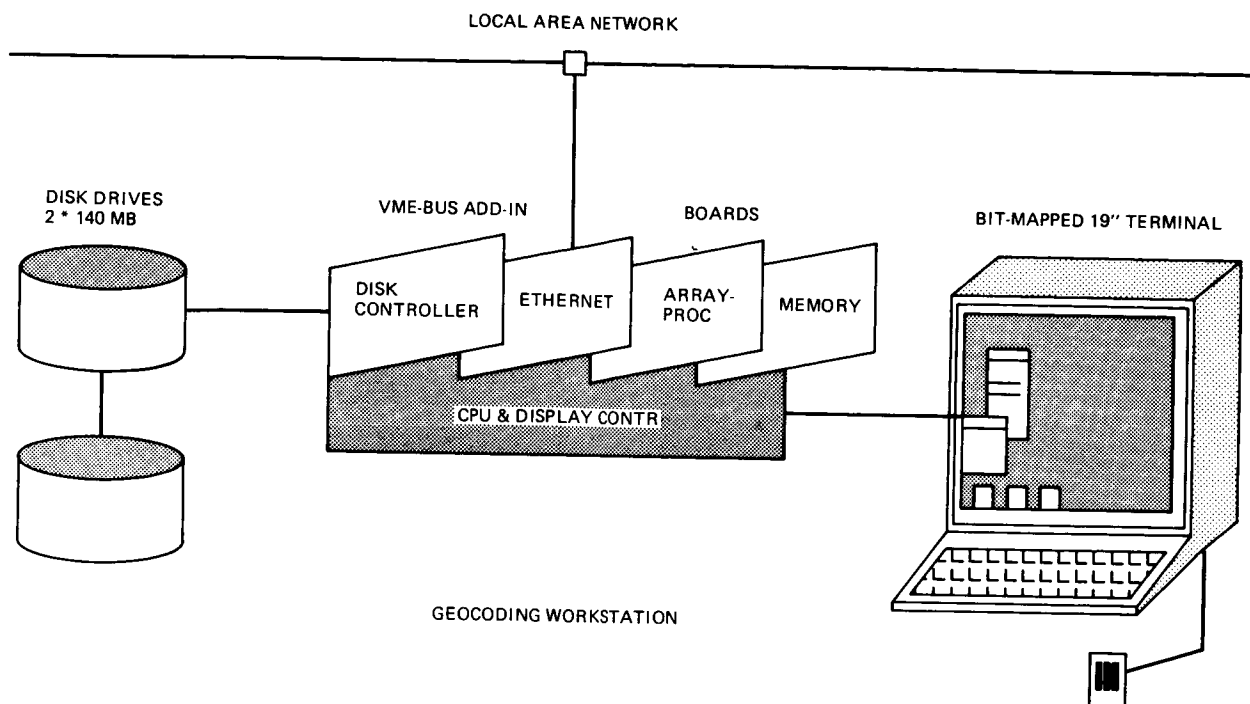 LOCAL AREA NETWORK
DISK DRIVES
2 * 140 MB
VME-BUS ADD-IN
BOARDS
BIT-MAPPED 19" TERMINAL
DISK
CONTROLLER
ETHERNET
ARRAY-
PROC
MEMORY
CPU & DISPLAY CONTR
GEOCODING WORKSTATION